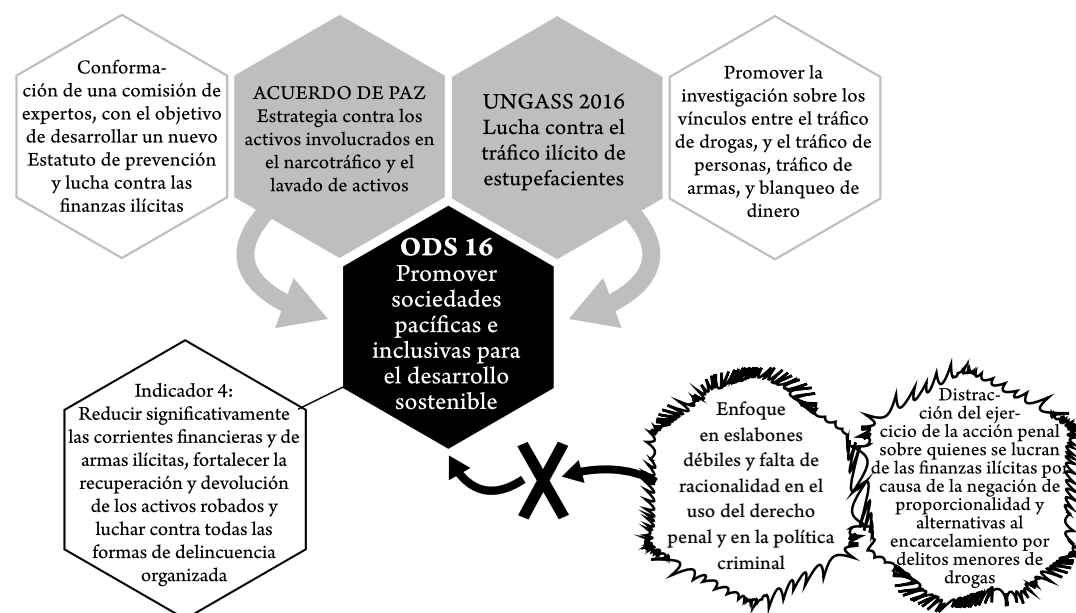 Conforma-
ción de una comisión de
expertos, con el objetivo
de desarrollar un nuevo
Estatuto de prevención
y lucha contra las
finanzas ilícitas
ACUERDO DE PAZ
Estrategia contra los
activos involucrados en
el narcotráfico y el
lavado de activos
UNGASS 2016
Lucha contra el
tráfico ilícito de
estupefacientes
Promover la
investigación sobre los
vínculos entre el tráfico
de drogas, y el tráfico de
personas, tráfico de
armas, y blanqueo de
dinero
ODS 16
Promover
sociedades
pacíficas e
inclusivas para
el desarrollo
sostenible
Indicador 4:
Reducir significativamente
las corrientes financieras y de
armas ilícitas, fortalecer la
recuperación y devolución
de los activos robados y
luchar contra todas las
formas de delincuencia
organizada
X
Enfoque
en eslabones
débiles y falta de
racionalidad en el
uso del derecho
penal y en la política
criminal
Distrac-
ción del ejer-
cicio de la acción penal
sobre quienes se lucran
de las finanzas ilícitas por
causa de la negación de
proporcionalidad y
alternativas al
encarcelamiento por
delitos menores de
drogas